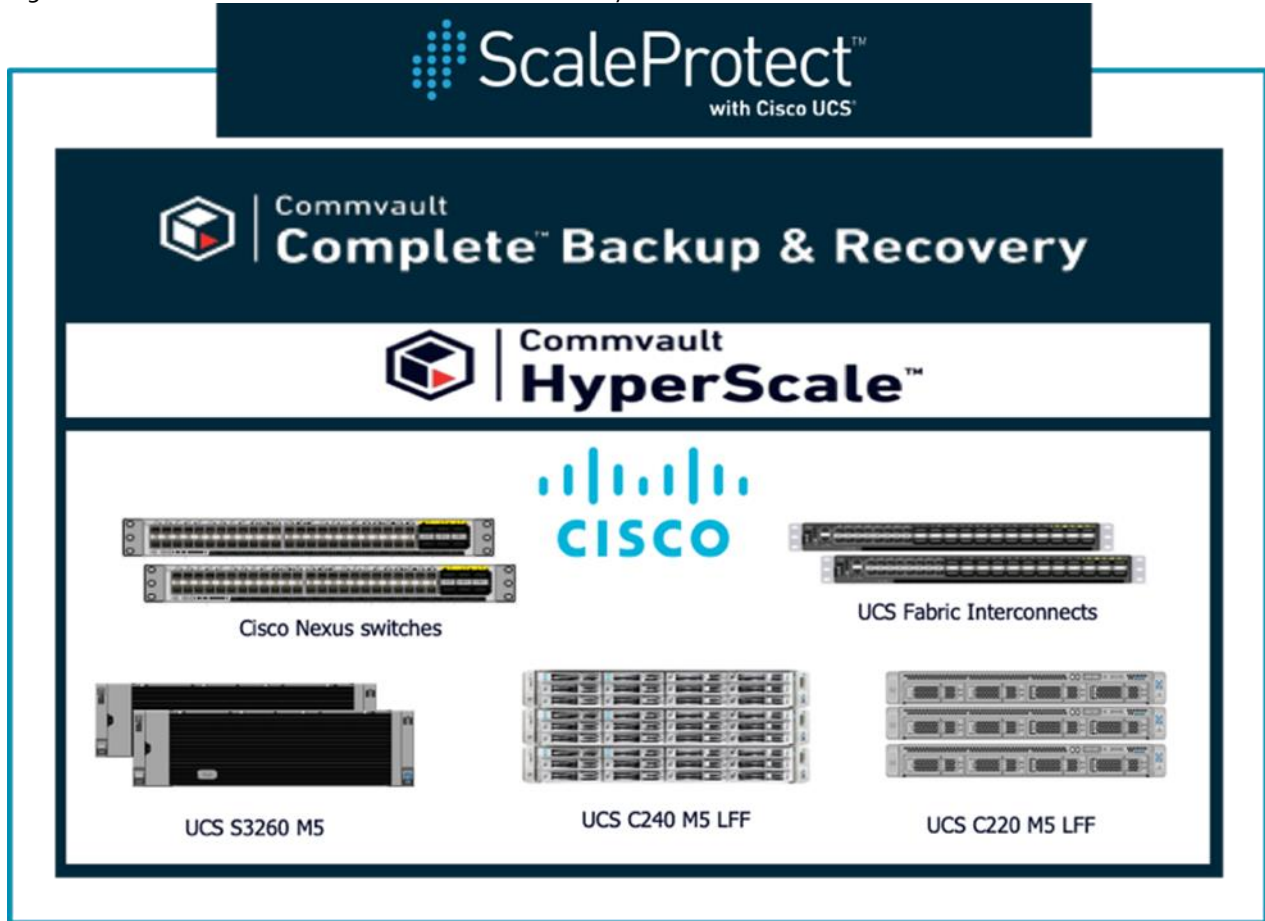 ScaleProtect™
with Cisco UCS®
Commvault
Complete™ Backup & Recovery
Commvault
HyperScale™
CISCO
Cisco Nexus switches
UCS Fabric Interconnects
UCS S3260 M5
UCS C240 M5 LFF
UCS C220 M5 LFF